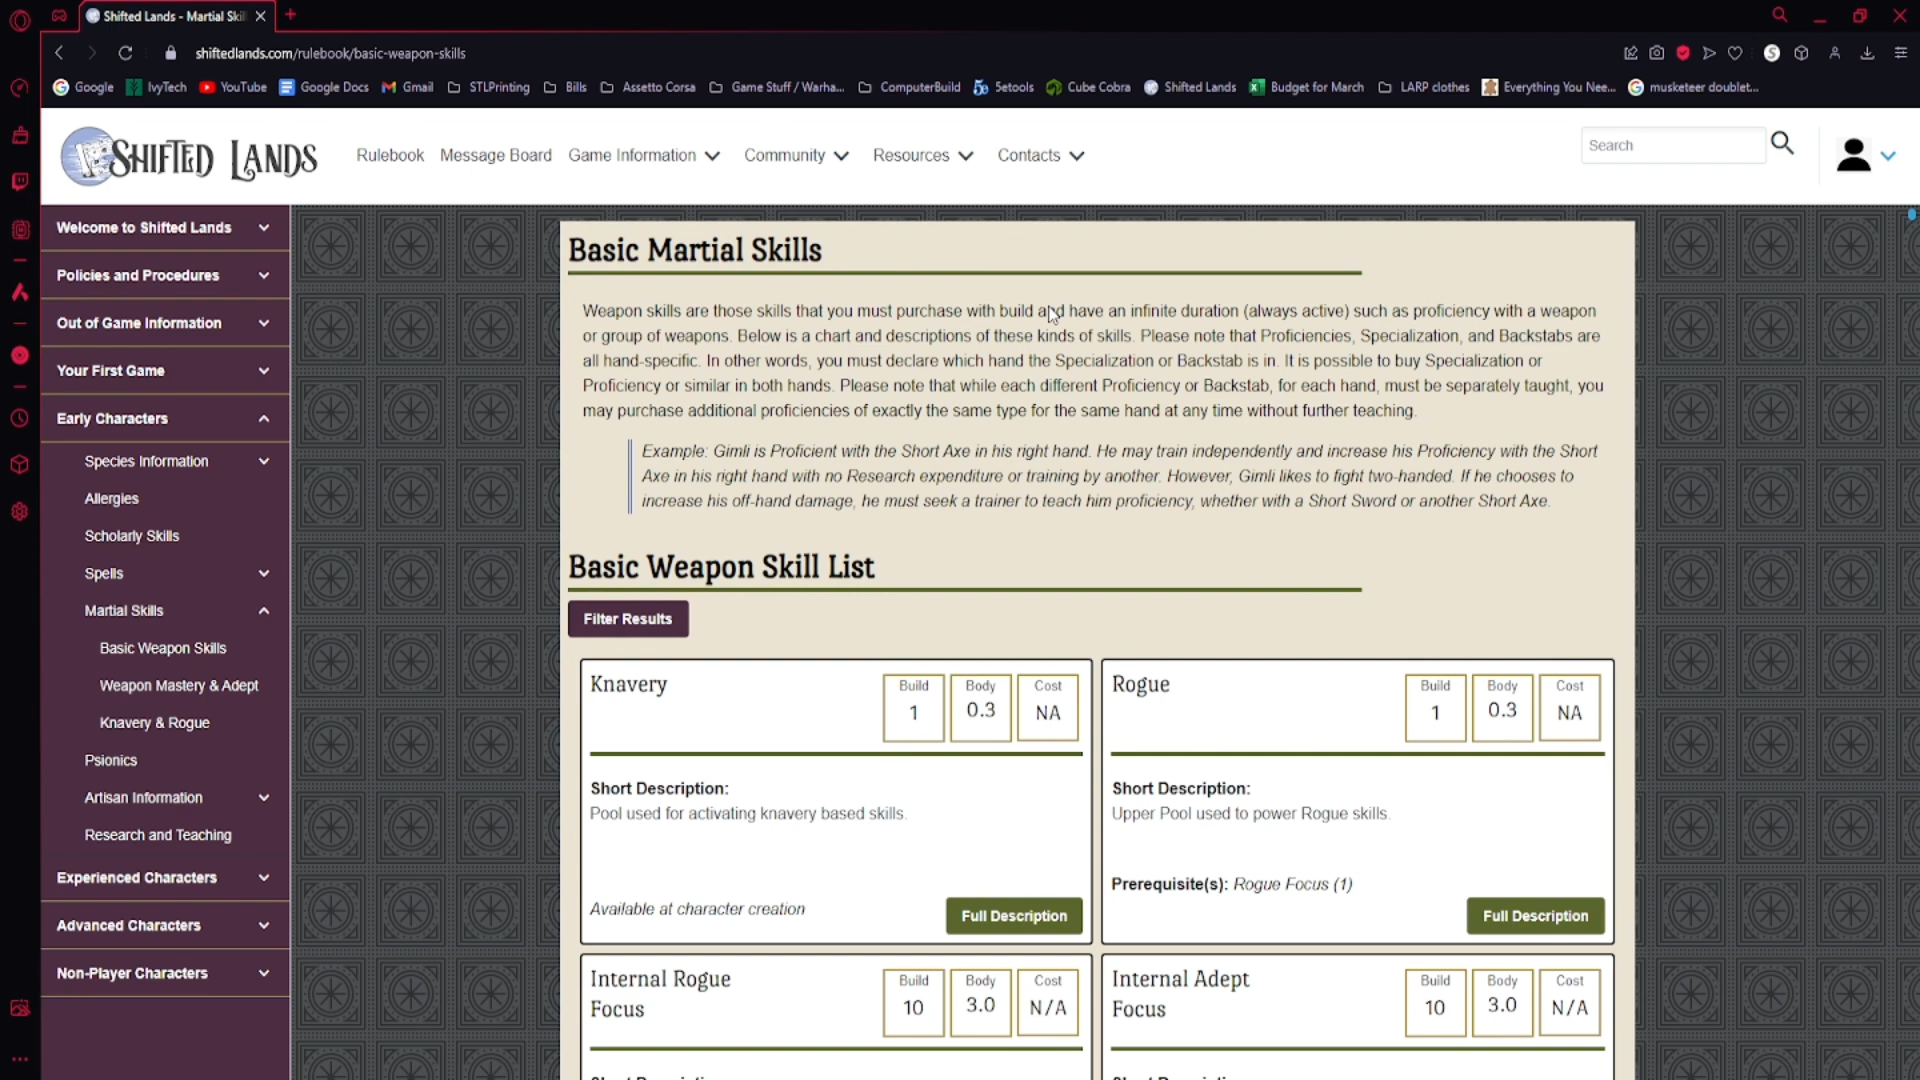 Shifted Lands - Martial Skil
shiftedlands.com/rulebook/basic-weapon-skills
Google IvyTech YouTube Google Docs Gmail STLPrinting Bills Assetto Corsa Game Stuff / Warha... ComputerBuild 5etools Cube Cobra Shifted Lands Budget for March LARP clothes Everything You Nee... musketeer doublet...
SHIFTED LANDS Rulebook Message Board Game Information Community Resources Contacts Search
Welcome to Shifted Lands
Policies and Procedures
Out of Game Information
Your First Game
Early Characters
Species Information
Allergies
Scholarly Skills
Spells
Martial Skills
Basic Weapon Skills
Weapon Mastery & Adept
Knavery & Rogue
Psionics
Artisan Information
Research and Teaching
Experienced Characters
Advanced Characters
Non-Player Characters
Basic Martial Skills
Weapon skills are those skills that you must purchase with build and have an infinite duration (always active) such as proficiency with a weapon
or group of weapons. Below is a chart and descriptions of these kinds of skills. Please note that Proficiencies, Specialization, and Backstabs are
all hand-specific. In other words, you must declare which hand the Specialization or Backstab is in. It is possible to buy Specialization or
Proficiency or similar in both hands. Please note that while each different Proficiency or Backstab, for each hand, must be separately taught, you
may purchase additional proficiencies of exactly the same type for the same hand at any time without further teaching.
Example: Gimli is Proficient with the Short Axe in his right hand. He may train independently and increase his Proficiency with the Short
Axe in his right hand with no Research expenditure or training by another. However, Gimli likes to fight two-handed. If he chooses to
increase his off-hand damage, he must seek a trainer to teach him proficiency, whether with a Short Sword or another Short Axe.
Basic Weapon Skill List
Filter Results
Knavery
Build Body Cost
1 0.3 NA
Short Description:
Pool used for activating knavery based skills.
Available at character creation
Full Description
Rogue
Build Body Cost
1 0.3 NA
Short Description:
Upper Pool used to power Rogue skills.
Prerequisite(s): Rogue Focus (1)
Full Description
Internal Rogue
Focus
Build Body Cost
10 3.0 N/A
Internal Adept
Focus
Build Body Cost
10 3.0 N/A